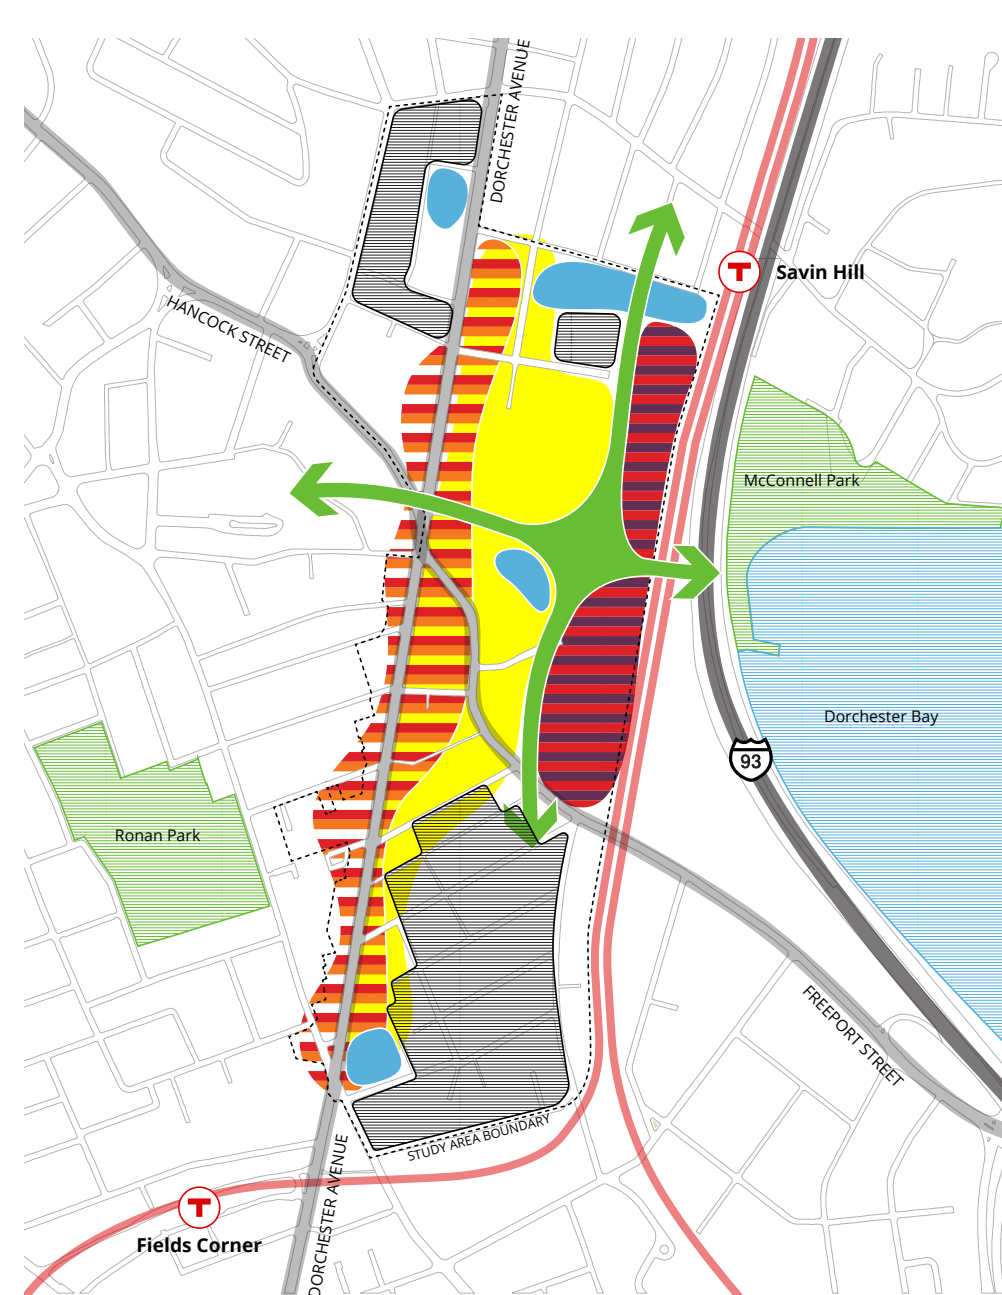 DORCHESTER AVENUE
T
Savin Hill
HANCOCK STREET
McConnell Park
Dorchester Bay
93
Ronan Park
FREEPORT STREET
STUDY AREA BOUNDARY
DORCHESTER AVENUE
T
Fields Corner